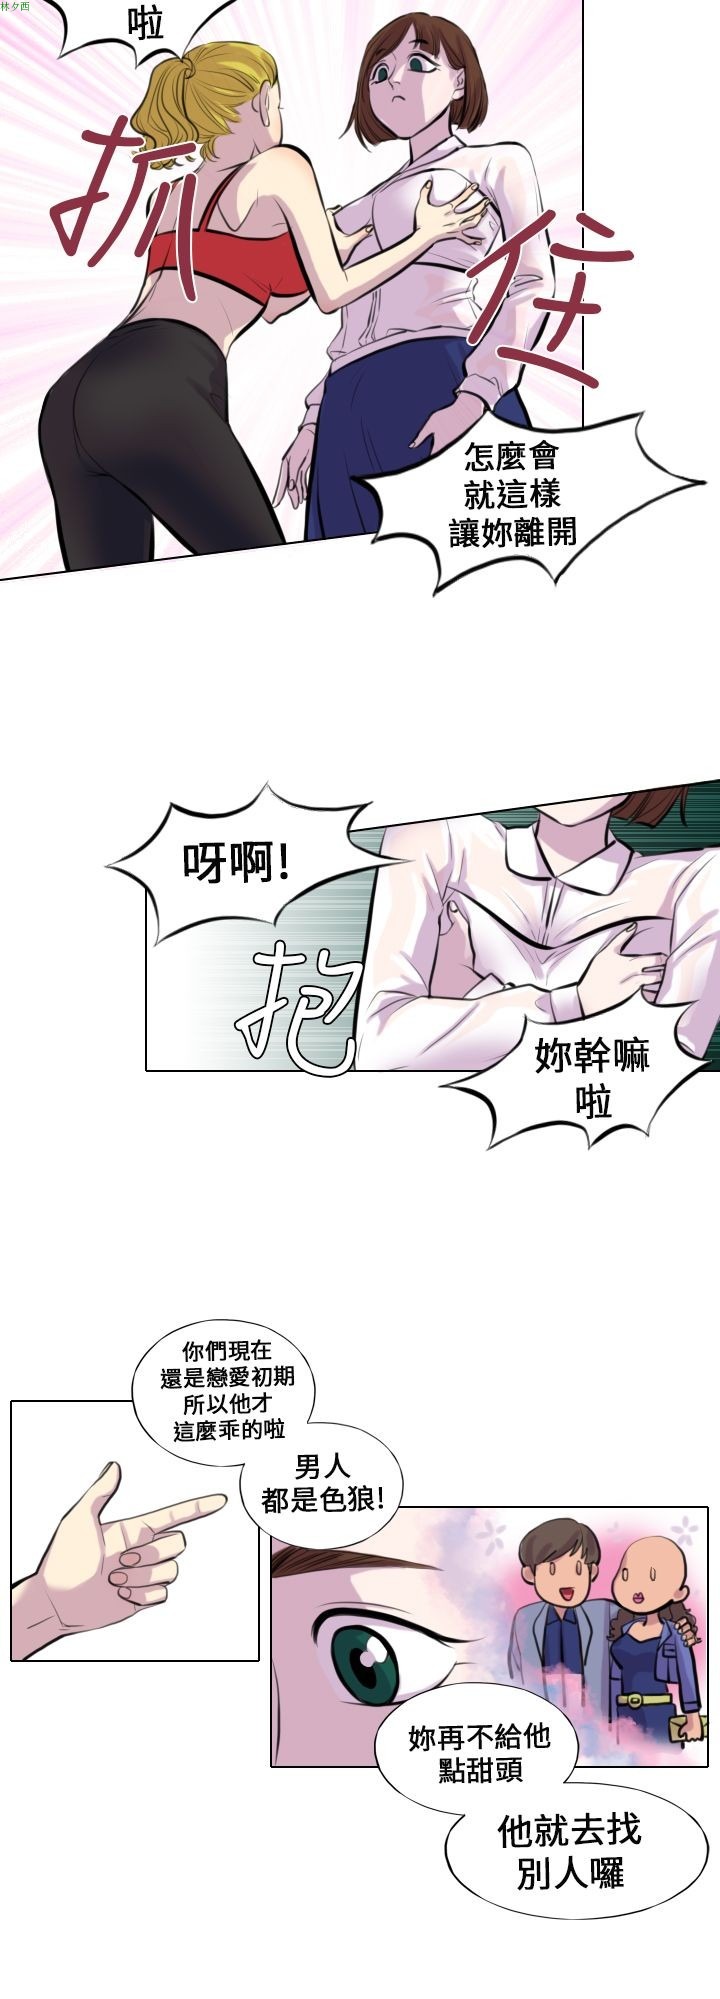 林夕西
啦
抓
住
怎麼會
就這樣
讓妳離開
呀啊!
抱
妳幹嘛
啦
你們現在
還是戀愛初期
所以他才
這麼乖的啦
男人
都是色狼!
妳再不給他
點甜頭
他就去找
別人囉